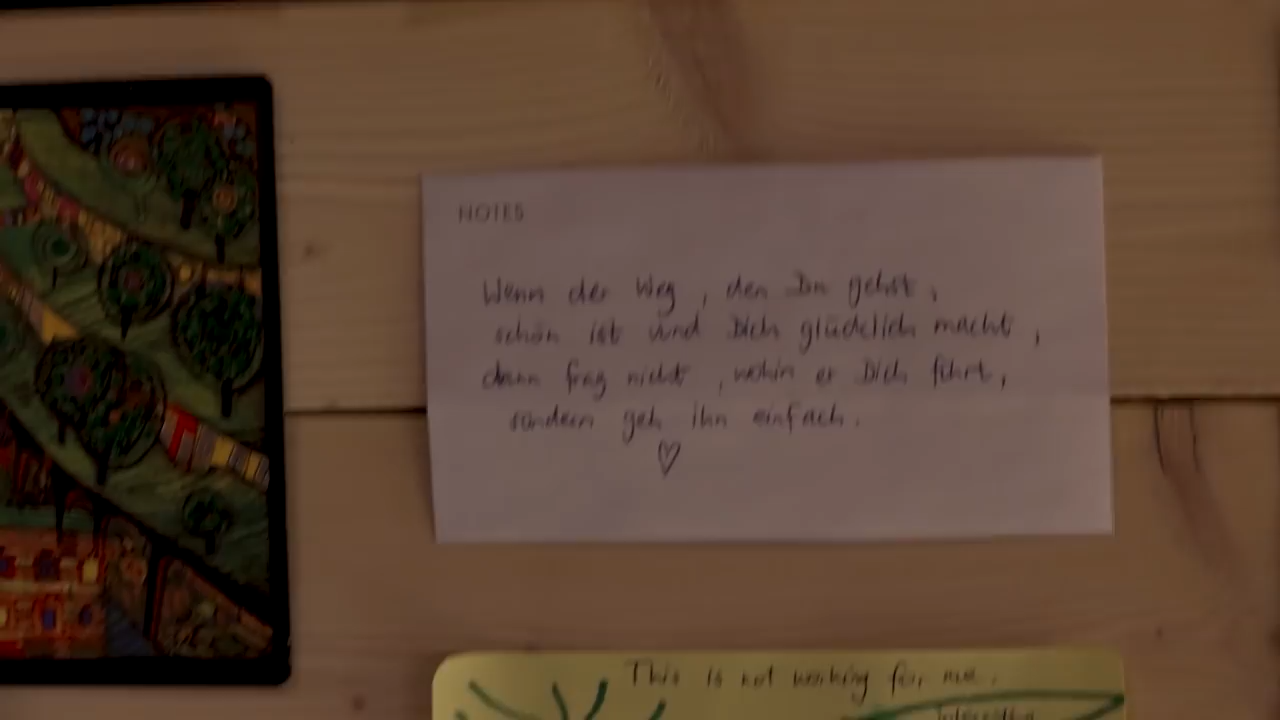 NOTES
Wenn der Weg, den Du gehst,
schön ist und Dich glücklich macht,
dann frag nicht, wohin er Dich führt,
sondern geh ihn einfach.
This is not working for me.